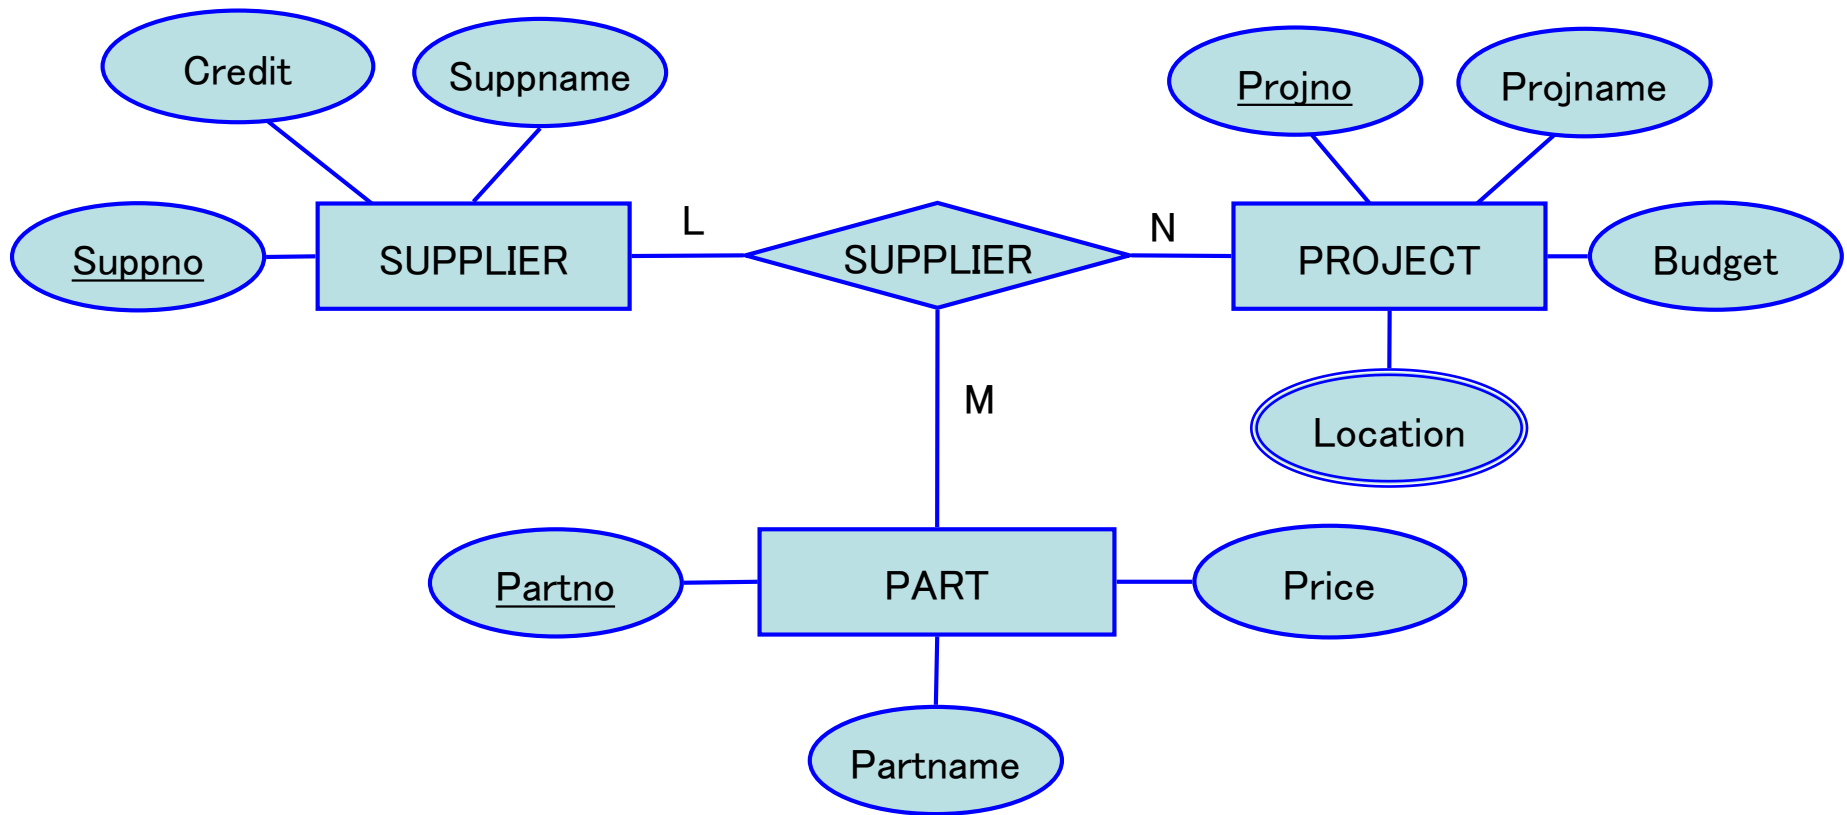 Credit
Suppname
Projno
Projname
Suppno
SUPPLIER
L
SUPPLIER
N
PROJECT
Budget
M
Location
Partno
PART
Price
Partname